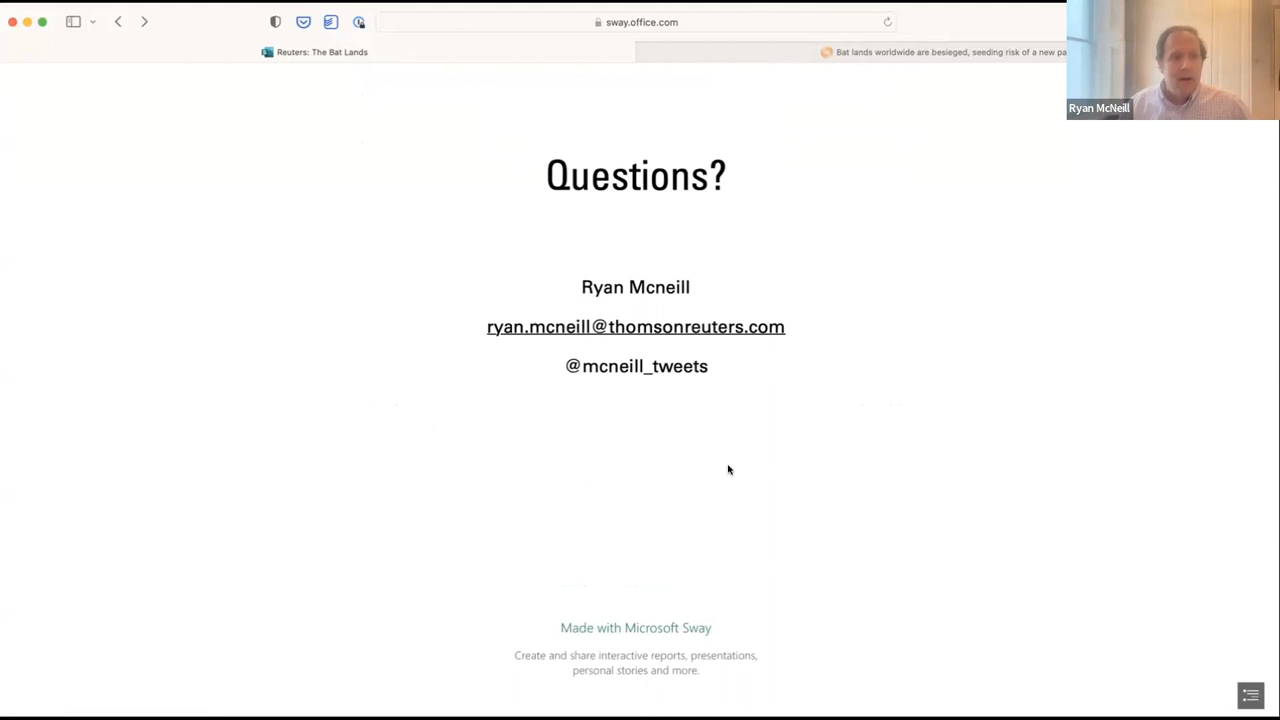 sway.office.com
Reuters: The Bat Lands
Bat lands worldwide are besieged, seeding risk of a new pa
Ryan McNeill
Questions?
Ryan Mcneill
ryan.mcneill@thomsonreuters.com
@mcneill_tweets
Made with Microsoft Sway
Create and share interactive reports, presentations,
personal stories and more.